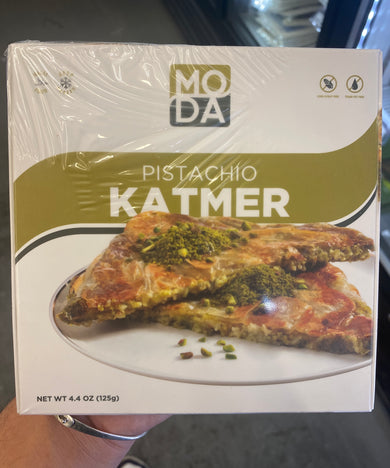 MO
DA
PISTACHIO
KATMER
NET WT 4.4 OZ (125g)